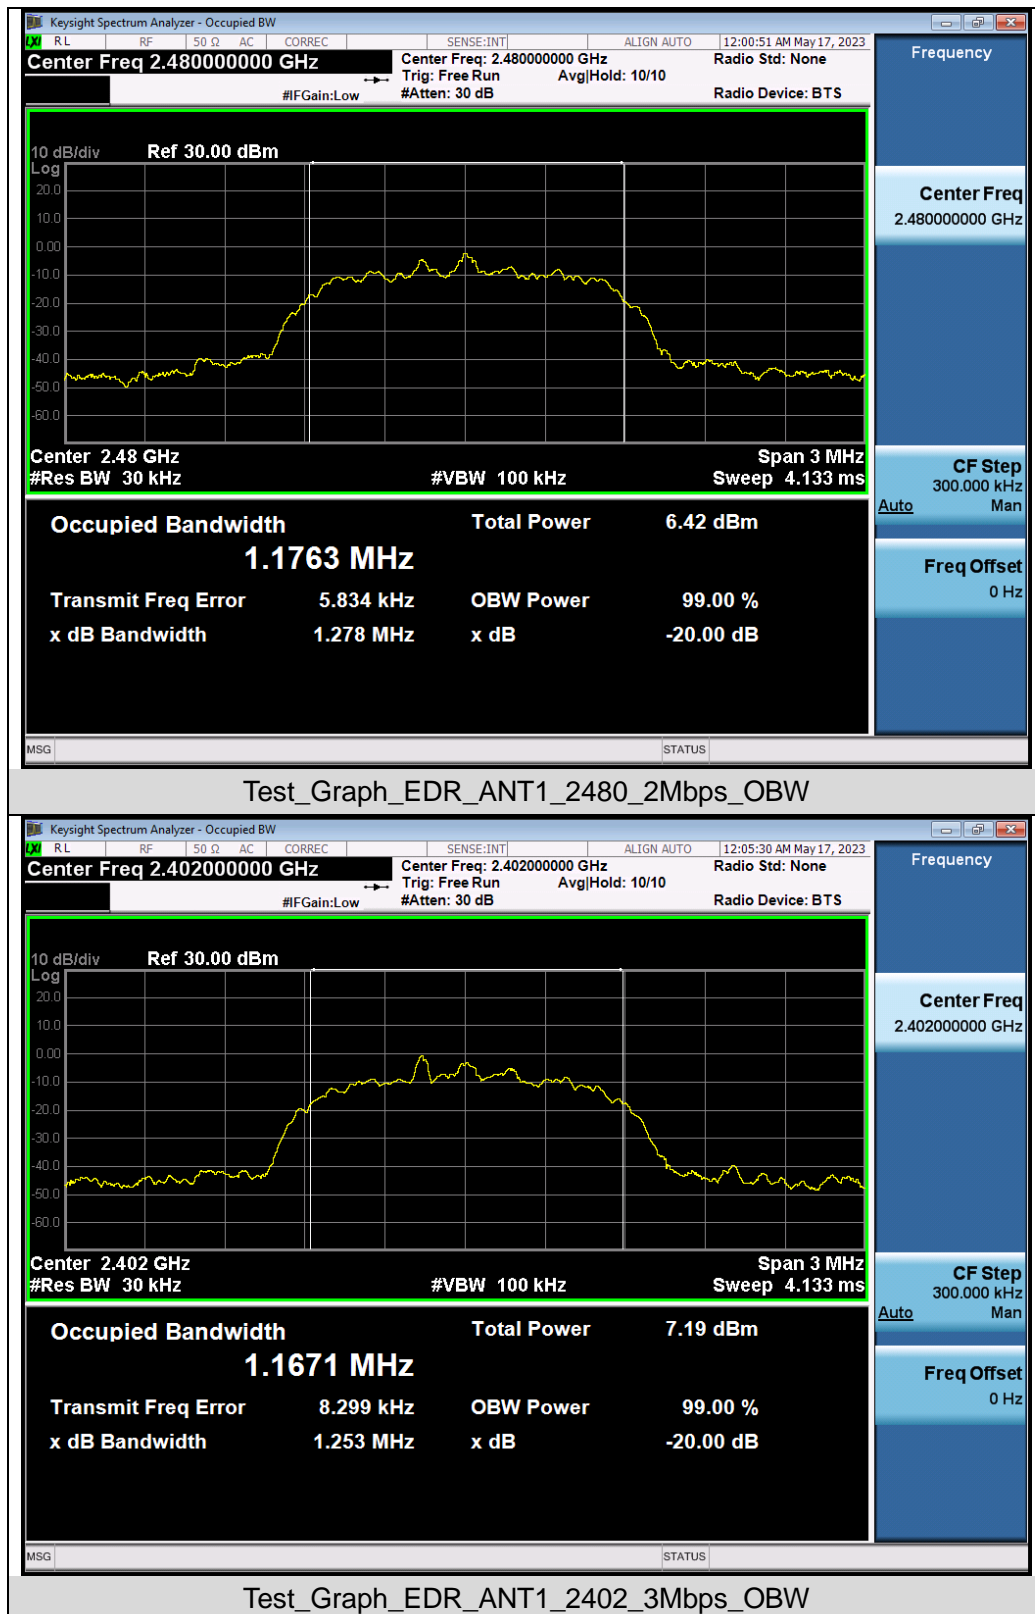 Keysight Spectrum Analyzer - Occupied BW
LXI RL RF 50 Ω AC CORREC SENSE:INT ALIGN AUTO 12:00:51 AM May 17, 2023
Center Freq 2.480000000 GHz
Center Freq: 2.480000000 GHz
Radio Std: None
Trig: Free Run Avg|Hold: 10/10
#IFGain:Low
#Atten: 30 dB
Radio Device: BTS
Frequency
10 dB/div Ref 30.00 dBm
Log
20.0
10.0
0.00
-10.0
-20.0
-30.0
-40.0
-50.0
-60.0
Center 2.48 GHz
Span 3 MHz
#Res BW 30 kHz
#VBW 100 kHz
Sweep 4.133 ms
Center Freq
2.480000000 GHz
CF Step
300.000 kHz
Auto Man
Freq Offset
0 Hz
Occupied Bandwidth
Total Power 6.42 dBm
1.1763 MHz
Transmit Freq Error 5.834 kHz
OBW Power 99.00 %
x dB Bandwidth 1.278 MHz
x dB -20.00 dB
MSG STATUS
Test_Graph_EDR_ANT1_2480_2Mbps_OBW
Keysight Spectrum Analyzer - Occupied BW
LXI RL RF 50 Ω AC CORREC SENSE:INT ALIGN AUTO 12:05:30 AM May 17, 2023
Center Freq 2.402000000 GHz
Center Freq: 2.402000000 GHz
Radio Std: None
Trig: Free Run Avg|Hold: 10/10
#IFGain:Low
#Atten: 30 dB
Radio Device: BTS
Frequency
10 dB/div Ref 30.00 dBm
Log
20.0
10.0
0.00
-10.0
-20.0
-30.0
-40.0
-50.0
-60.0
Center 2.402 GHz
Span 3 MHz
#Res BW 30 kHz
#VBW 100 kHz
Sweep 4.133 ms
Center Freq
2.402000000 GHz
CF Step
300.000 kHz
Auto Man
Freq Offset
0 Hz
Occupied Bandwidth
Total Power 7.19 dBm
1.1671 MHz
Transmit Freq Error 8.299 kHz
OBW Power 99.00 %
x dB Bandwidth 1.253 MHz
x dB -20.00 dB
MSG STATUS
Test_Graph_EDR_ANT1_2402_3Mbps_OBW